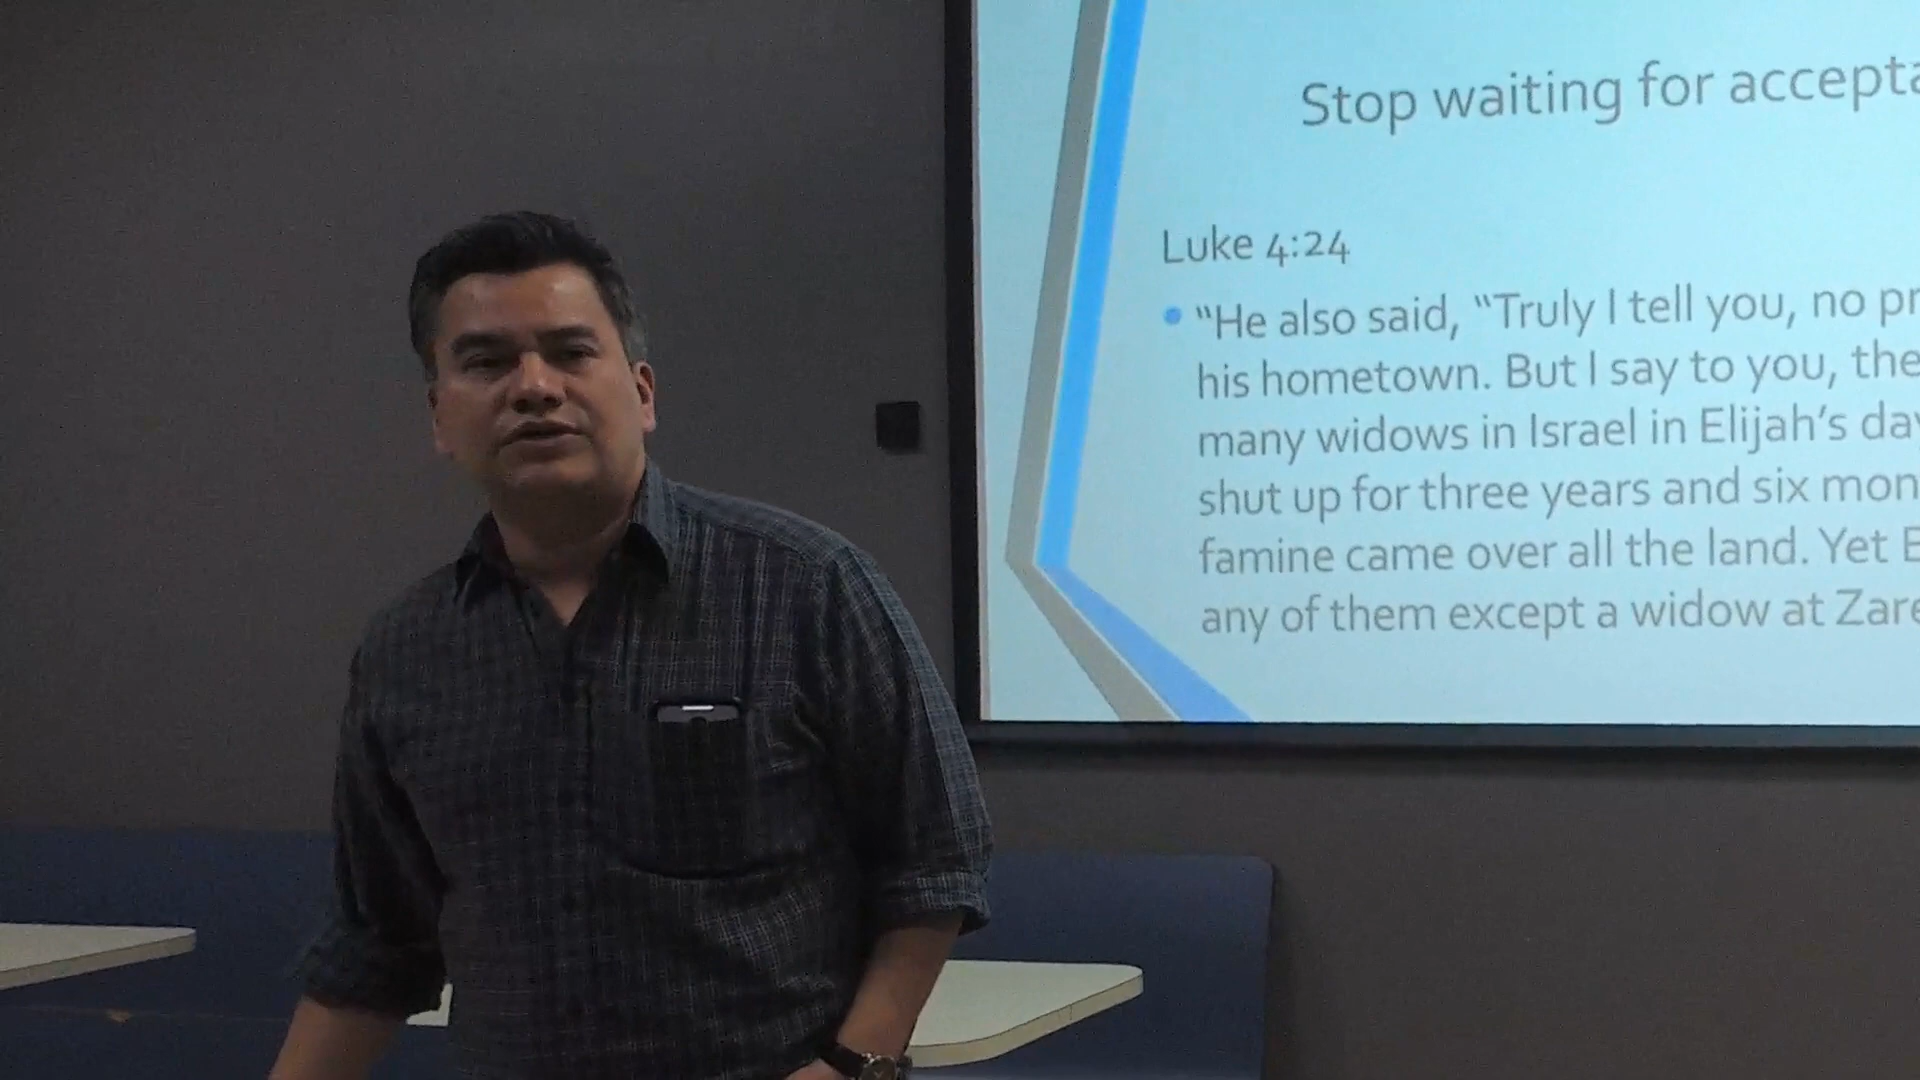 Stop waiting for accepta
Luke 4:24
• “He also said, “Truly I tell you, no pr
his hometown. But I say to you, the
many widows in Israel in Elijah’s day
shut up for three years and six mon
famine came over all the land. Yet E
any of them except a widow at Zare